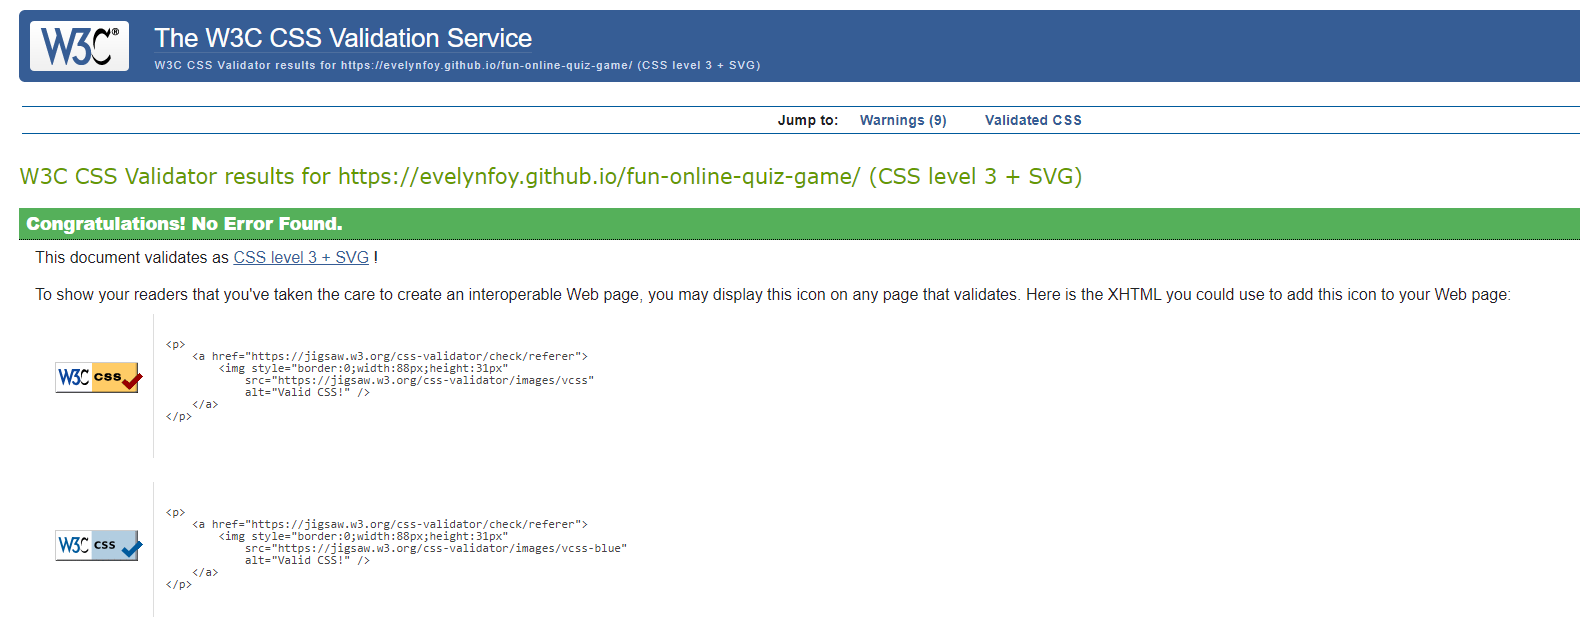 W3C®
The W3C CSS Validation Service
W3C CSS Validator results for https://evelynfoy.github.io/fun-online-quiz-game/ (CSS level 3 + SVG)
Jump to: Warnings (9) Validated CSS
W3C CSS Validator results for https://evelynfoy.github.io/fun-online-quiz-game/ (CSS level 3 + SVG)
Congratulations! No Error Found.
This document validates as CSS level 3 + SVG !
To show your readers that you've taken the care to create an interoperable Web page, you may display this icon on any page that validates. Here is the XHTML you could use to add this icon to your Web page:
W3C css
<p>
    <a href="https://jigsaw.w3.org/css-validator/check/referer">
        <img style="border:0;width:88px;height:31px"
            src="https://jigsaw.w3.org/css-validator/images/vcss"
            alt="Valid CSS!" />
    </a>
</p>
W3C css
<p>
    <a href="https://jigsaw.w3.org/css-validator/check/referer">
        <img style="border:0;width:88px;height:31px"
            src="https://jigsaw.w3.org/css-validator/images/vcss-blue"
            alt="Valid CSS!" />
    </a>
</p>